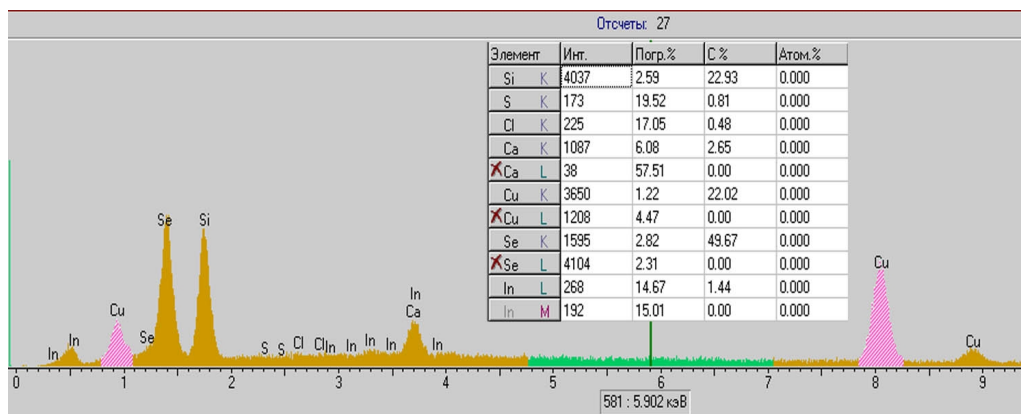 Отсчеты: 27
Элемент Инт. Погр.% C % Атом.%
Si K 4037 2.59 22.93 0.000
S K 173 19.52 0.81 0.000
Cl K 225 17.05 0.48 0.000
Ca K 1087 6.08 2.65 0.000
Ca L 38 57.51 0.00 0.000
Cu K 3650 1.22 22.02 0.000
Cu L 1208 4.47 0.00 0.000
Se K 1595 2.82 49.67 0.000
Se L 4104 2.31 0.00 0.000
In L 268 14.67 1.44 0.000
In M 192 15.01 0.00 0.000
Se Si
Cu
In
Ca
Cu
In In Se S S Cl Cl In In In In In Cu
0 1 2 3 4 5 6 7 8 9
581 : 5.902 кэВ